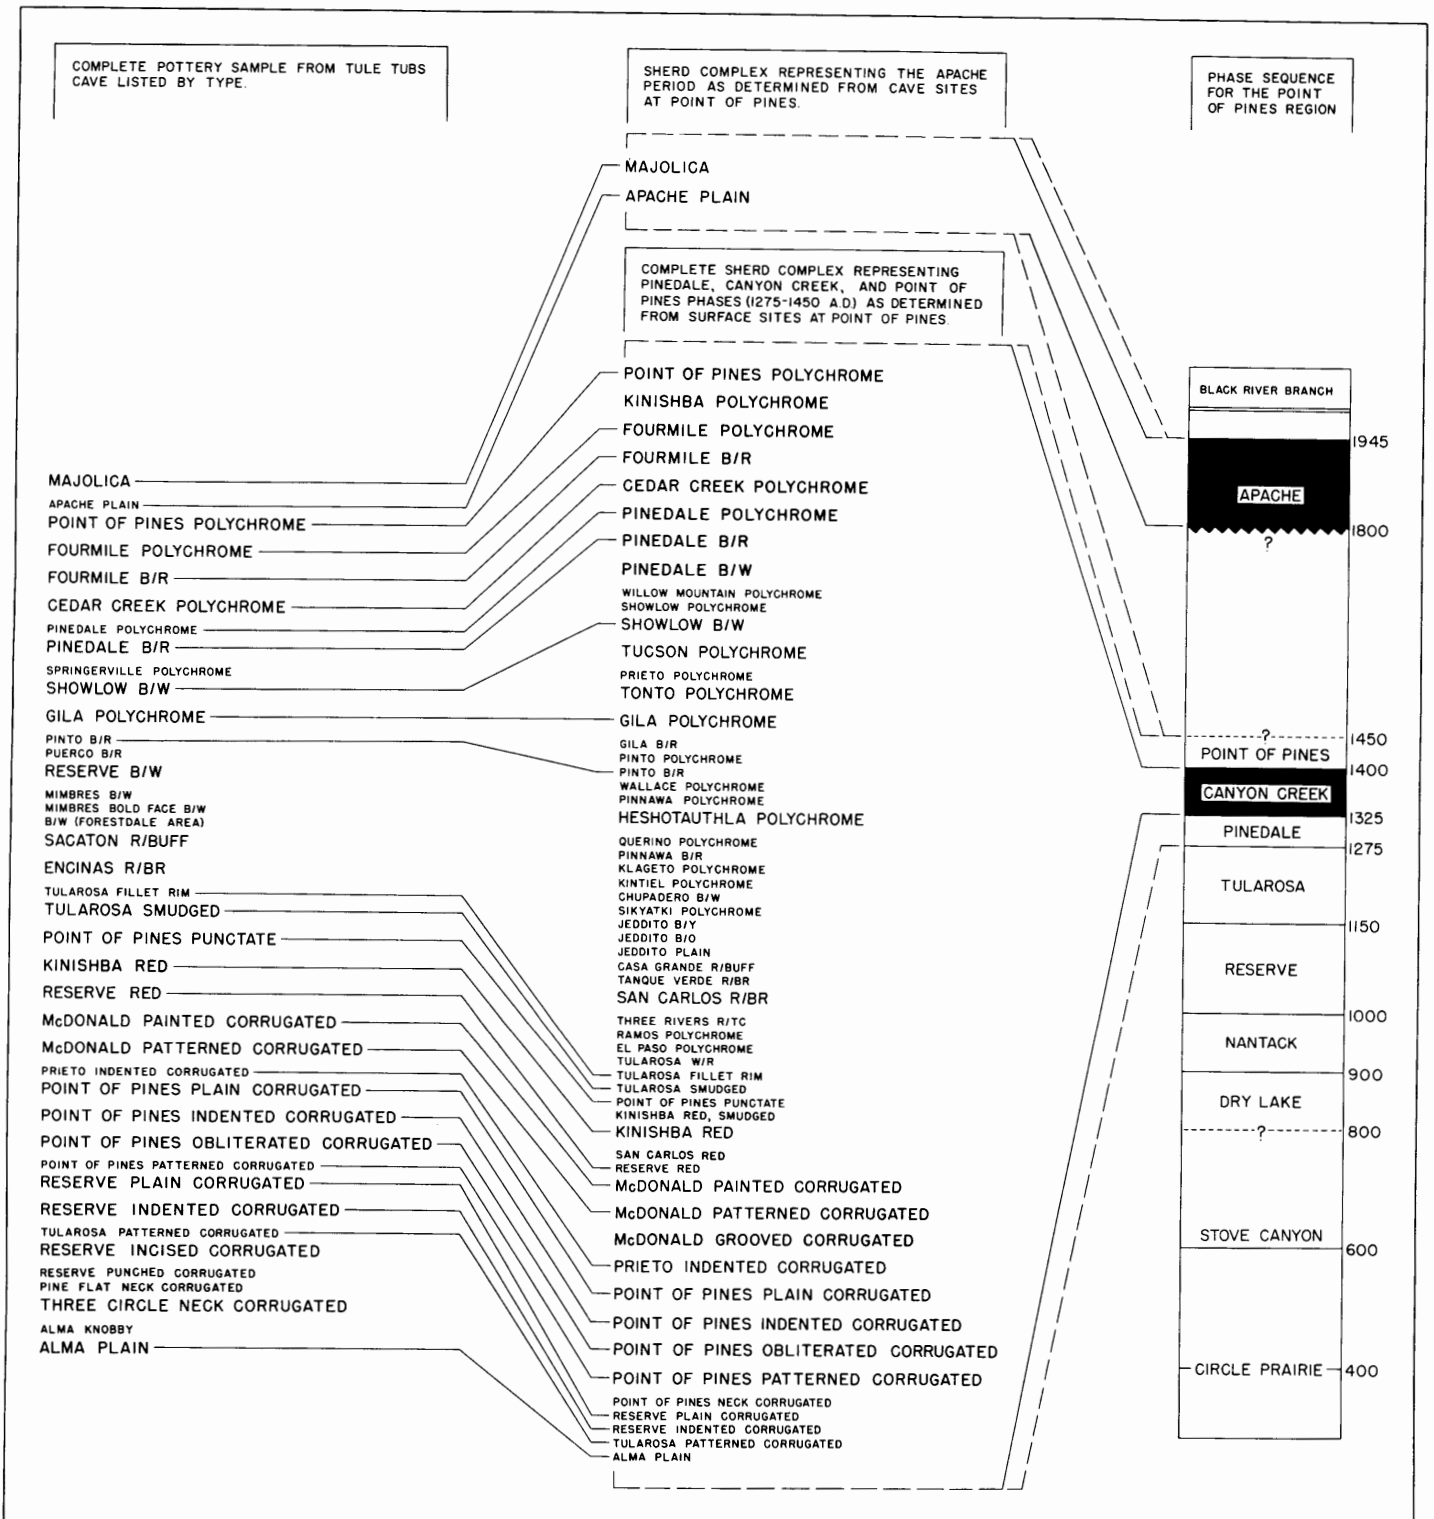 COMPLETE POTTERY SAMPLE FROM TULE TUBS
CAVE LISTED BY TYPE.
MAJOLICA
APACHE PLAIN
POINT OF PINES POLYCHROME
FOURMILE POLYCHROME
FOURMILE B/R
CEDAR CREEK POLYCHROME
PINEDALE POLYCHROME
PINEDALE B/R
SPRINGERVILLE POLYCHROME
SHOWLOW B/W
GILA POLYCHROME
PINTO B/R
PUERCO B/R
RESERVE B/W
MIMBRES B/W
MIMBRES BOLD FACE B/W
B/W (FORESTDALE AREA)
SACATON R/BUFF
ENCINAS R/BR
TULAROSA FILLET RIM
TULAROSA SMUDGED
POINT OF PINES PUNCTATE
KINISHBA RED
RESERVE RED
McDONALD PAINTED CORRUGATED
McDONALD PATTERNED CORRUGATED
PRIETO INDENTED CORRUGATED
POINT OF PINES PLAIN CORRUGATED
POINT OF PINES INDENTED CORRUGATED
POINT OF PINES OBLITERATED CORRUGATED
POINT OF PINES PATTERNED CORRUGATED
RESERVE PLAIN CORRUGATED
RESERVE INDENTED CORRUGATED
TULAROSA PATTERNED CORRUGATED
RESERVE INCISED CORRUGATED
RESERVE PUNCHED CORRUGATED
PINE FLAT NECK CORRUGATED
THREE CIRCLE NECK CORRUGATED
ALMA KNOBBY
ALMA PLAIN
SHERD COMPLEX REPRESENTING THE APACHE
PERIOD AS DETERMINED FROM CAVE SITES
AT POINT OF PINES.
MAJOLICA
APACHE PLAIN
COMPLETE SHERD COMPLEX REPRESENTING
PINEDALE, CANYON CREEK, AND POINT OF
PINES PHASES (1275-1450 A.D.) AS DETERMINED
FROM SURFACE SITES AT POINT OF PINES.
POINT OF PINES POLYCHROME
KINISHBA POLYCHROME
FOURMILE POLYCHROME
FOURMILE B/R
CEDAR CREEK POLYCHROME
PINEDALE POLYCHROME
PINEDALE B/R
PINEDALE B/W
WILLOW MOUNTAIN POLYCHROME
SHOWLOW POLYCHROME
SHOWLOW B/W
TUCSON POLYCHROME
PRIETO POLYCHROME
TONTO POLYCHROME
GILA POLYCHROME
GILA B/R
PINTO POLYCHROME
PINTO B/R
WALLACE POLYCHROME
PINNAWA POLYCHROME
HESHOTAUTHLA POLYCHROME
QUERINO POLYCHROME
PINNAWA B/R
KLAGETO POLYCHROME
KINTIEL POLYCHROME
CHUPADERO B/W
SIKYATKI POLYCHROME
JEDDITO B/Y
JEDDITO B/O
JEDDITO PLAIN
CASA GRANDE R/BUFF
TANQUE VERDE R/BR
SAN CARLOS R/BR
THREE RIVERS R/TC
RAMOS POLYCHROME
EL PASO POLYCHROME
TULAROSA W/R
TULAROSA FILLET RIM
TULAROSA SMUDGED
POINT OF PINES PUNCTATE
KINISHBA RED, SMUDGED
KINISHBA RED
SAN CARLOS RED
RESERVE RED
McDONALD PAINTED CORRUGATED
McDONALD PATTERNED CORRUGATED
McDONALD GROOVED CORRUGATED
PRIETO INDENTED CORRUGATED
POINT OF PINES PLAIN CORRUGATED
POINT OF PINES INDENTED CORRUGATED
POINT OF PINES OBLITERATED CORRUGATED
POINT OF PINES PATTERNED CORRUGATED
POINT OF PINES NECK CORRUGATED
RESERVE PLAIN CORRUGATED
RESERVE INDENTED CORRUGATED
TULAROSA PATTERNED CORRUGATED
ALMA PLAIN
PHASE SEQUENCE
FOR THE POINT
OF PINES REGION
BLACK RIVER BRANCH
1945
APACHE
1800
?
?
1450
POINT OF PINES
1400
CANYON CREEK
1325
PINEDALE
1275
TULAROSA
1150
RESERVE
1000
NANTACK
900
DRY LAKE
?
800
STOVE CANYON
600
CIRCLE PRAIRIE
400